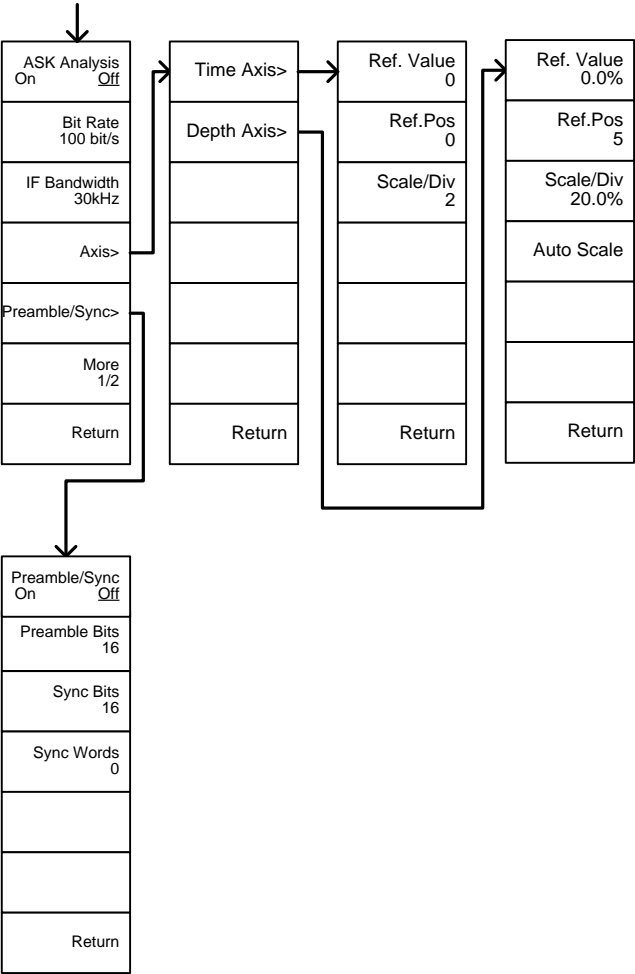 ASK Analysis
On Off
Bit Rate
100 bit/s
IF Bandwidth
30kHz
Axis>
Preamble/Sync>
More
1/2
Return
Time Axis>
Depth Axis>
Return
Ref. Value
0
Ref.Pos
0
Scale/Div
2
Return
Ref. Value
0.0%
Ref.Pos
5
Scale/Div
20.0%
Auto Scale
Return
Preamble/Sync
On Off
Preamble Bits
16
Sync Bits
16
Sync Words
0
Return